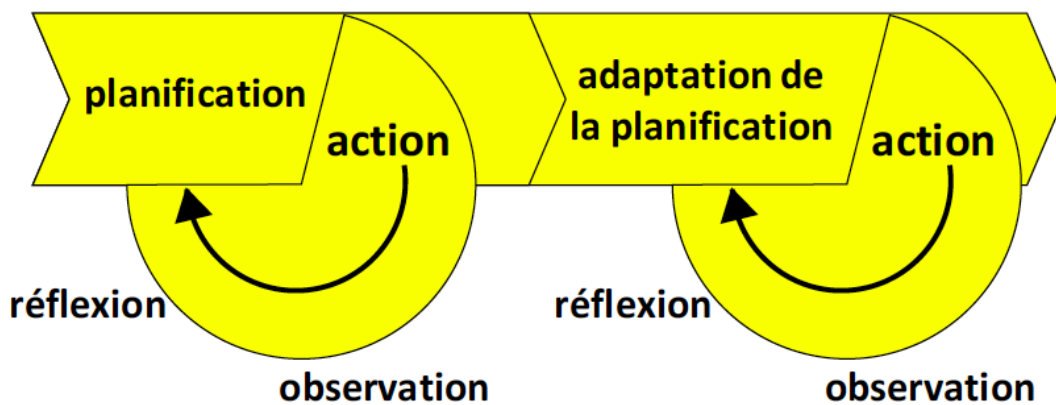 planification
action
réflexion
observation
adaptation de
la planification
action
réflexion
observation